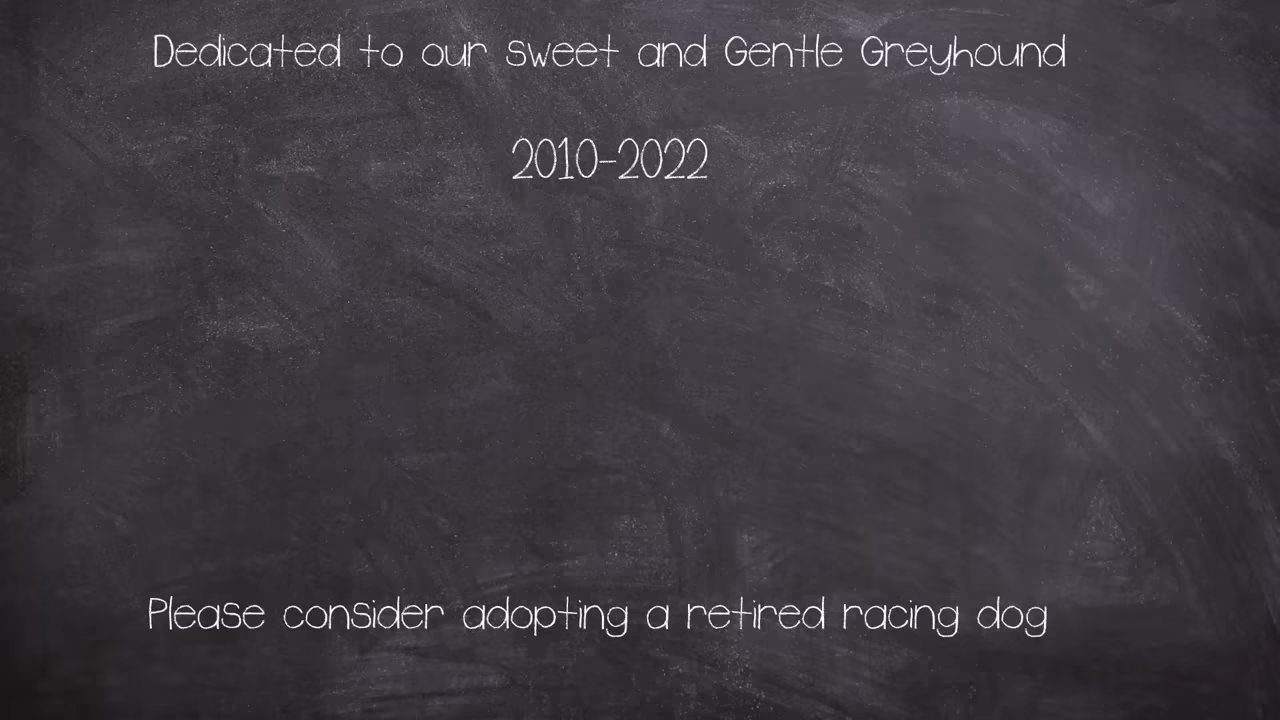 Dedicated to our sweet and Gentle Greyhound
2010-2022
Please consider adopting a retired racing dog